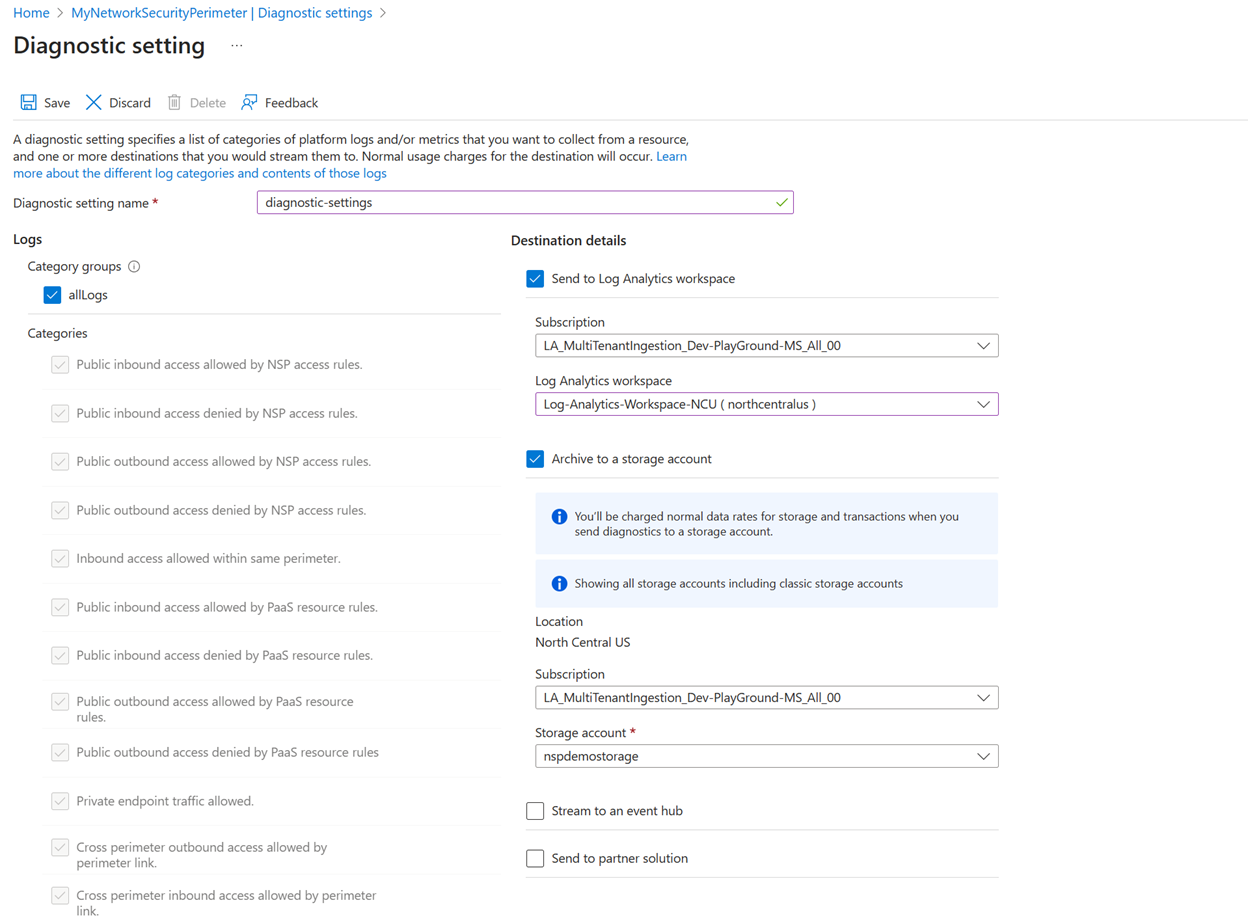 Home > MyNetworkSecurityPerimeter | Diagnostic settings >
Diagnostic setting ...
Save Discard Delete Feedback
A diagnostic setting specifies a list of categories of platform logs and/or metrics that you want to collect from a resource,
and one or more destinations that you would stream them to. Normal usage charges for the destination will occur. Learn
more about the different log categories and contents of those logs
Diagnostic setting name *
diagnostic-settings
Logs
Category groups
allLogs
Categories
Public inbound access allowed by NSP access rules.
Public inbound access denied by NSP access rules.
Public outbound access allowed by NSP access rules.
Public outbound access denied by NSP access rules.
Inbound access allowed within same perimeter.
Public inbound access allowed by PaaS resource rules.
Public inbound access denied by PaaS resource rules.
Public outbound access allowed by PaaS resource
rules.
Public outbound access denied by PaaS resource rules
Private endpoint traffic allowed.
Cross perimeter outbound access allowed by
perimeter link.
Cross perimeter inbound access allowed by perimeter
link.
Destination details
Send to Log Analytics workspace
Subscription
LA_MultiTenantIngestion_Dev-PlayGround-MS_All_00
Log Analytics workspace
Log-Analytics-Workspace-NCU ( northcentralus )
Archive to a storage account
You'll be charged normal data rates for storage and transactions when you
send diagnostics to a storage account.
Showing all storage accounts including classic storage accounts
Location
North Central US
Subscription
LA_MultiTenantIngestion_Dev-PlayGround-MS_All_00
Storage account *
nspdemostorage
Stream to an event hub
Send to partner solution